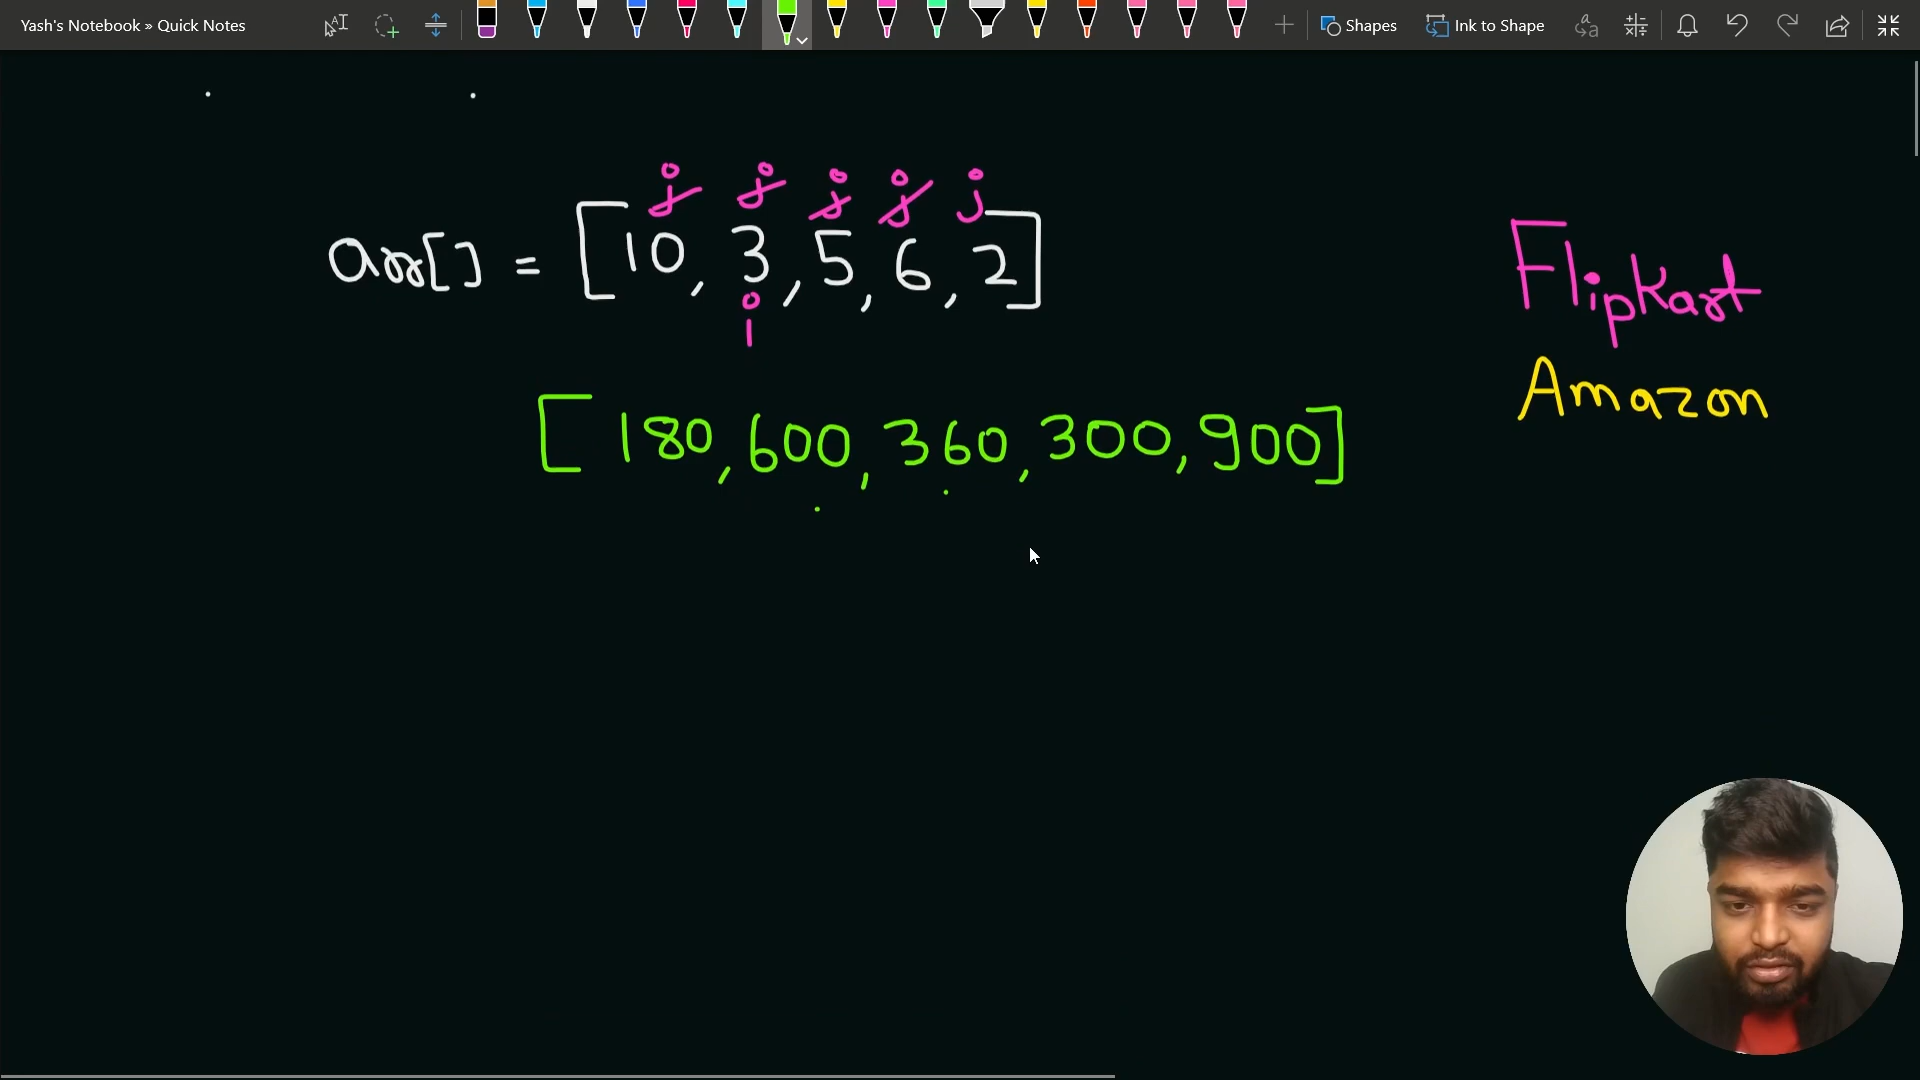 Yash's Notebook » Quick Notes
Shapes
Ink to Shape
j j j j j
arr[] = [10, 3, 5, 6, 2]
i
[180, 600, 360, 300, 900]
Flipkart
Amazon